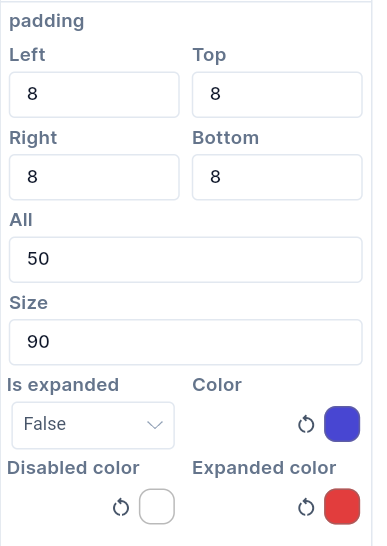 padding
Left Top
8 8
Right Bottom
8 8
All
50
Size
90
Is expanded Color
False
Disabled color Expanded color